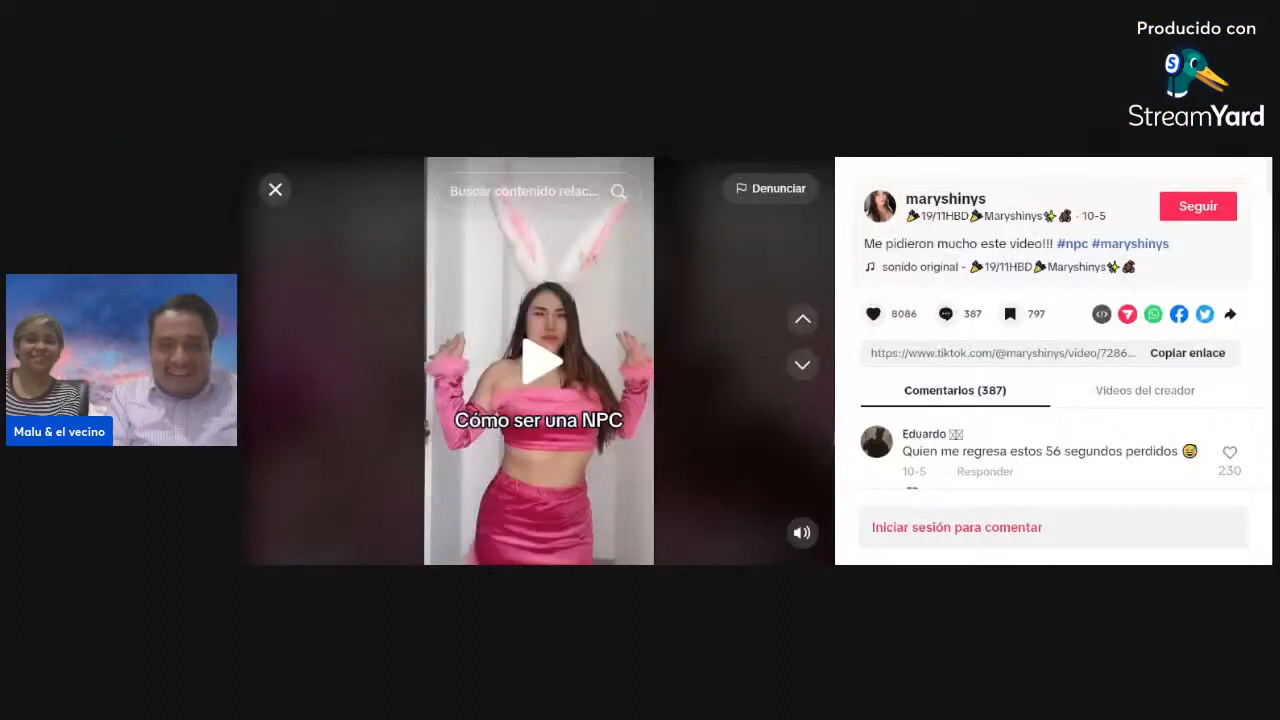 Producido con
StreamYard
Malu & el vecino
Buscar contenido relac...
Denunciar
Cómo ser una NPC
maryshinys
19/11HBD Maryshinys · 10-5
Seguir
Me pidieron mucho este video!!! #npc #maryshinys
sonido original - 19/11HBD Maryshinys
8086 387 797
https://www.tiktok.com/@maryshinys/video/7286... Copiar enlace
Comentarios (387) Videos del creador
Eduardo
Quien me regresa estos 56 segundos perdidos 😅
10-5 Responder
230
Iniciar sesión para comentar